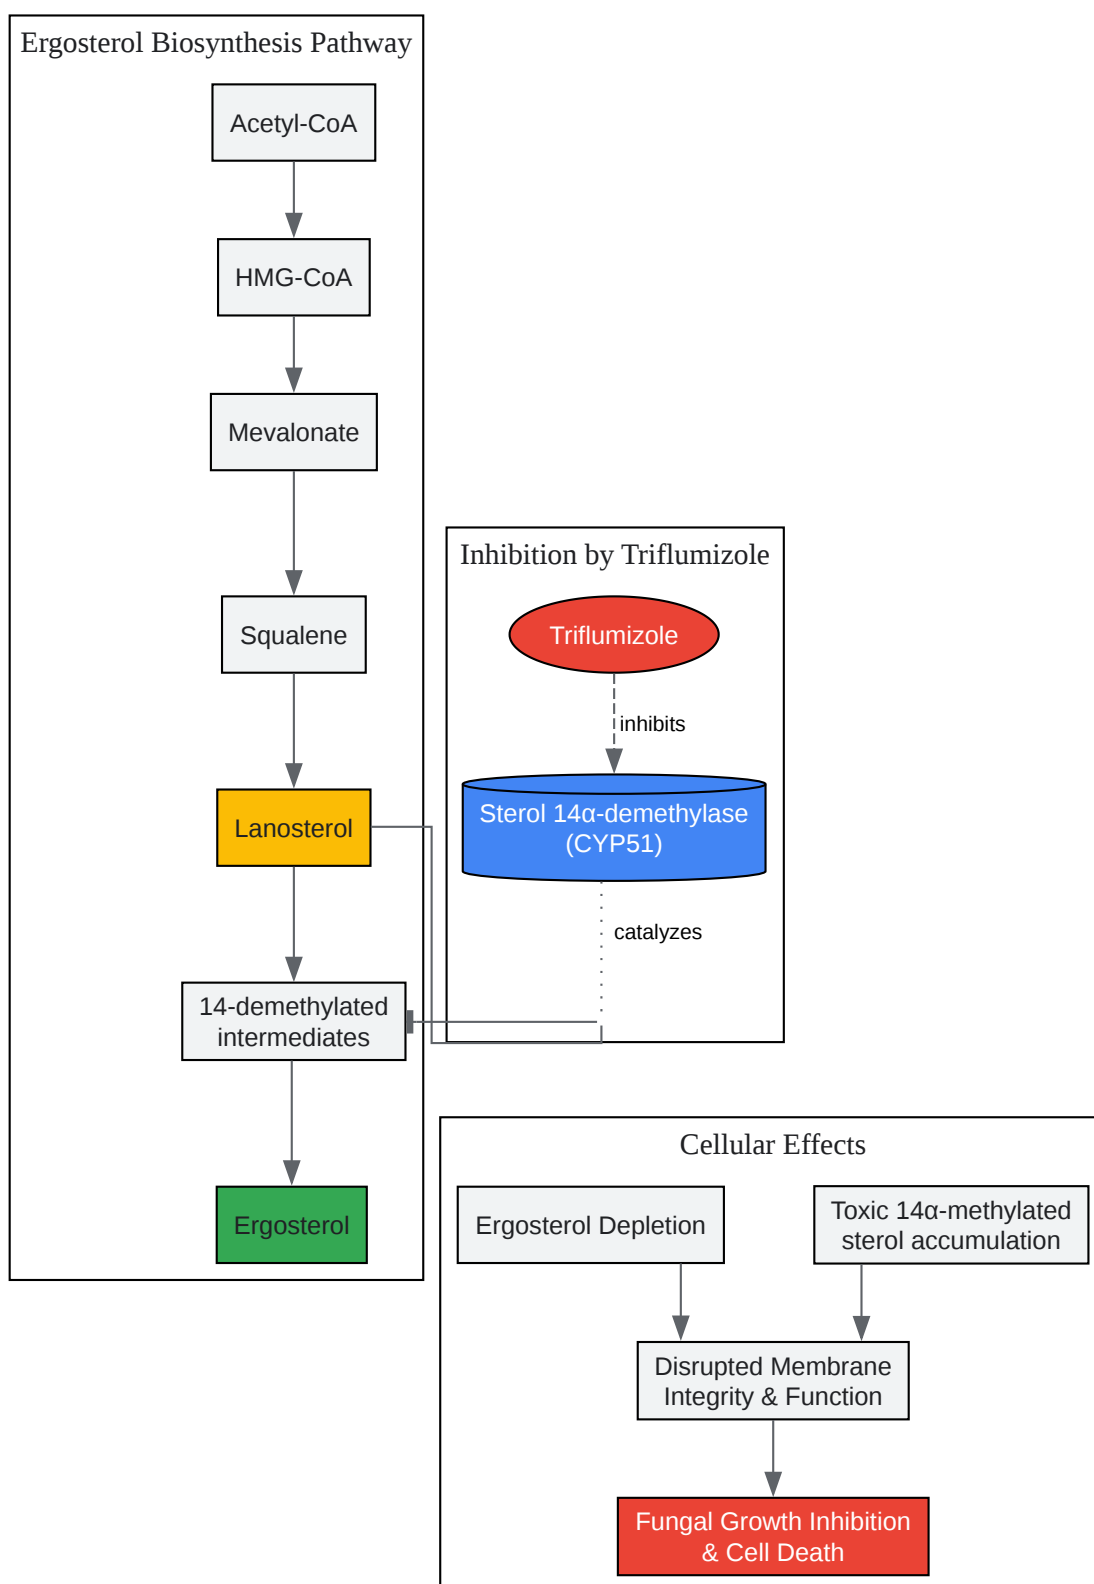 Ergosterol Biosynthesis Pathway
Acetyl-CoA
HMG-CoA
Mevalonate
Squalene
Lanosterol
14-demethylated
intermediates
Ergosterol
Inhibition by Triflumizole
Triflumizole
inhibits
Sterol 14α-demethylase
(CYP51)
catalyzes
Cellular Effects
Ergosterol Depletion
Toxic 14α-methylated
sterol accumulation
Disrupted Membrane
Integrity & Function
Fungal Growth Inhibition
& Cell Death